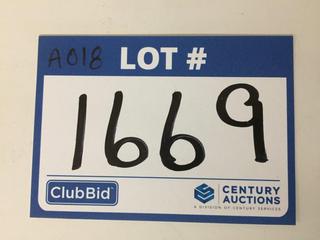 A018 LOT #
1669
ClubBid
CENTURY
AUCTIONS
A DIVISION OF CENTURY SERVICES